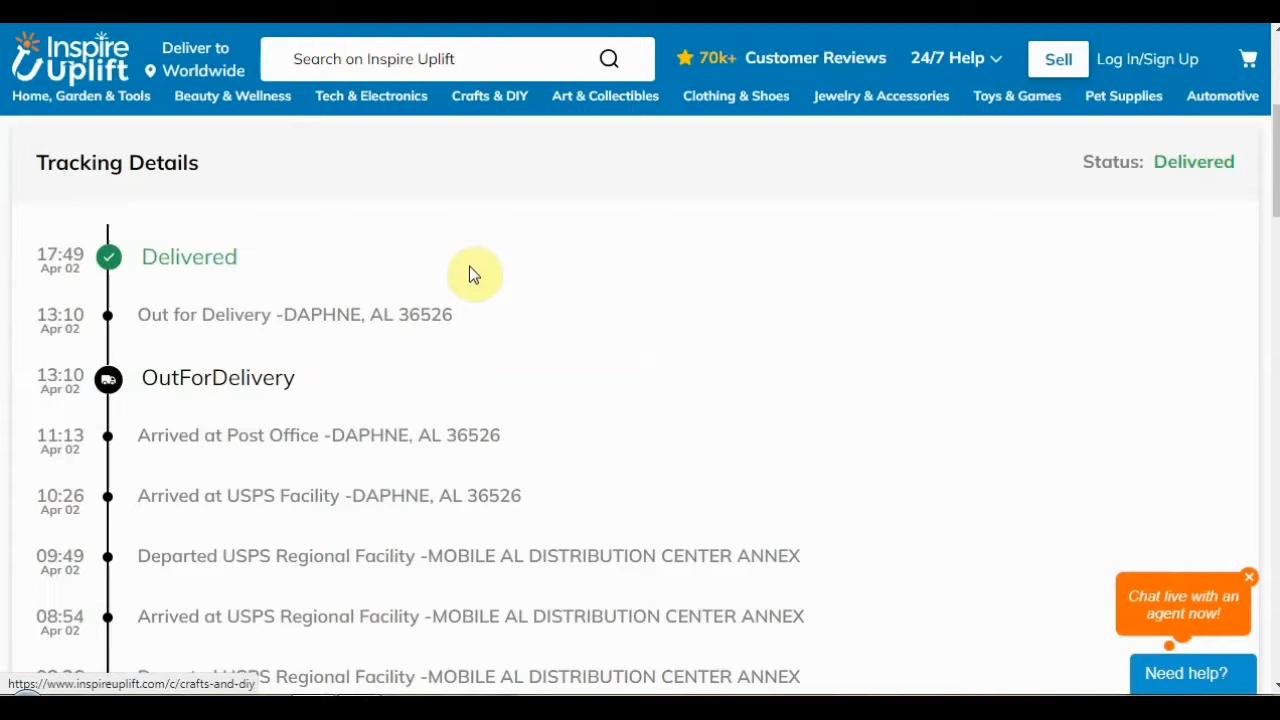 Inspire Uplift
Deliver to
Worldwide
Search on Inspire Uplift
70k+ Customer Reviews
24/7 Help
Sell
Log In/Sign Up
Home, Garden & Tools
Beauty & Wellness
Tech & Electronics
Crafts & DIY
Art & Collectibles
Clothing & Shoes
Jewelry & Accessories
Toys & Games
Pet Supplies
Automotive
Tracking Details
Status: Delivered
17:49
Apr 02
Delivered
13:10
Apr 02
Out for Delivery -DAPHNE, AL 36526
13:10
Apr 02
OutForDelivery
11:13
Apr 02
Arrived at Post Office -DAPHNE, AL 36526
10:26
Apr 02
Arrived at USPS Facility -DAPHNE, AL 36526
09:49
Apr 02
Departed USPS Regional Facility -MOBILE AL DISTRIBUTION CENTER ANNEX
08:54
Apr 02
Arrived at USPS Regional Facility -MOBILE AL DISTRIBUTION CENTER ANNEX
USPS Regional Facility -MOBILE AL DISTRIBUTION CENTER ANNEX
Chat live with an
agent now!
Need help?
https://www.inspireuplift.com/c/crafts-and-diy